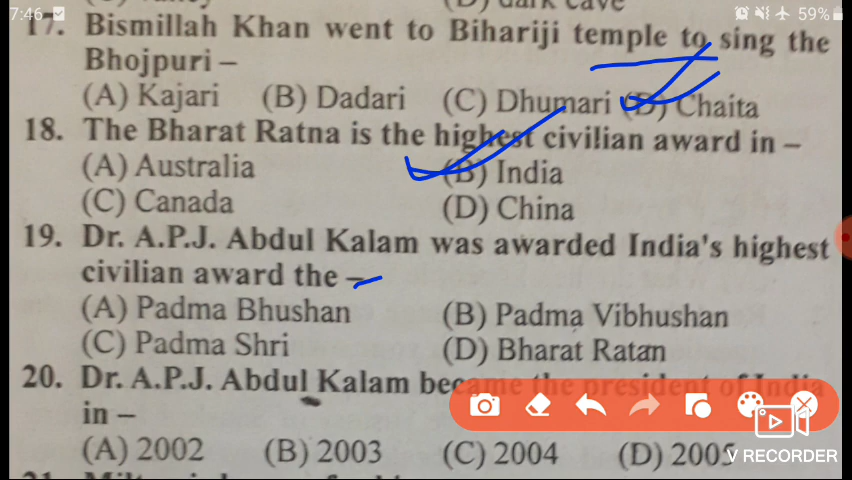 7:46
59%
(D) dark cave
17. Bismillah Khan went to Bihariji temple to sing the
Bhojpuri –
(A) Kajari (B) Dadari (C) Dhumari (D) Chaita
18. The Bharat Ratna is the highest civilian award in –
(A) Australia (B) India
(C) Canada (D) China
19. Dr. A.P.J. Abdul Kalam was awarded India's highest
civilian award the –
(A) Padma Bhushan (B) Padma Vibhushan
(C) Padma Shri (D) Bharat Ratan
20. Dr. A.P.J. Abdul Kalam became the president of India
in –
(A) 2002 (B) 2003 (C) 2004 (D) 2005
V RECORDER